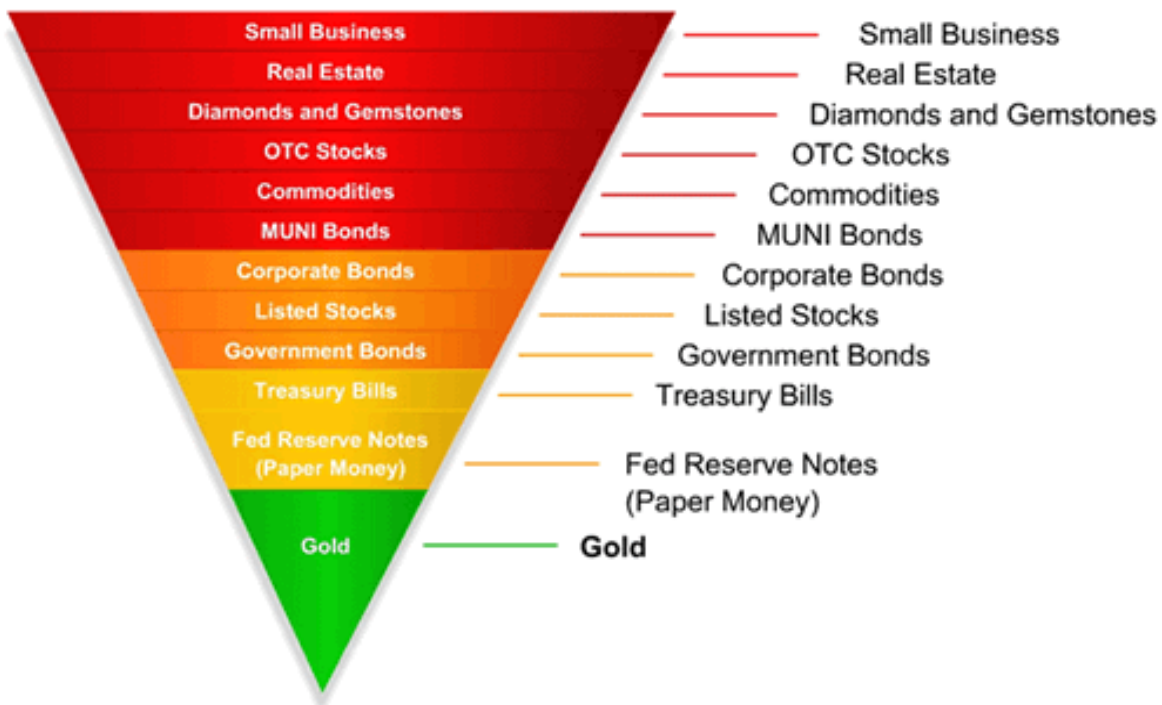 Small Business
Real Estate
Diamonds and Gemstones
OTC Stocks
Commodities
MUNI Bonds
Corporate Bonds
Listed Stocks
Government Bonds
Treasury Bills
Fed Reserve Notes
(Paper Money)
Gold
Small Business
Real Estate
Diamonds and Gemstones
OTC Stocks
Commodities
MUNI Bonds
Corporate Bonds
Listed Stocks
Government Bonds
Treasury Bills
Fed Reserve Notes
(Paper Money)
Gold